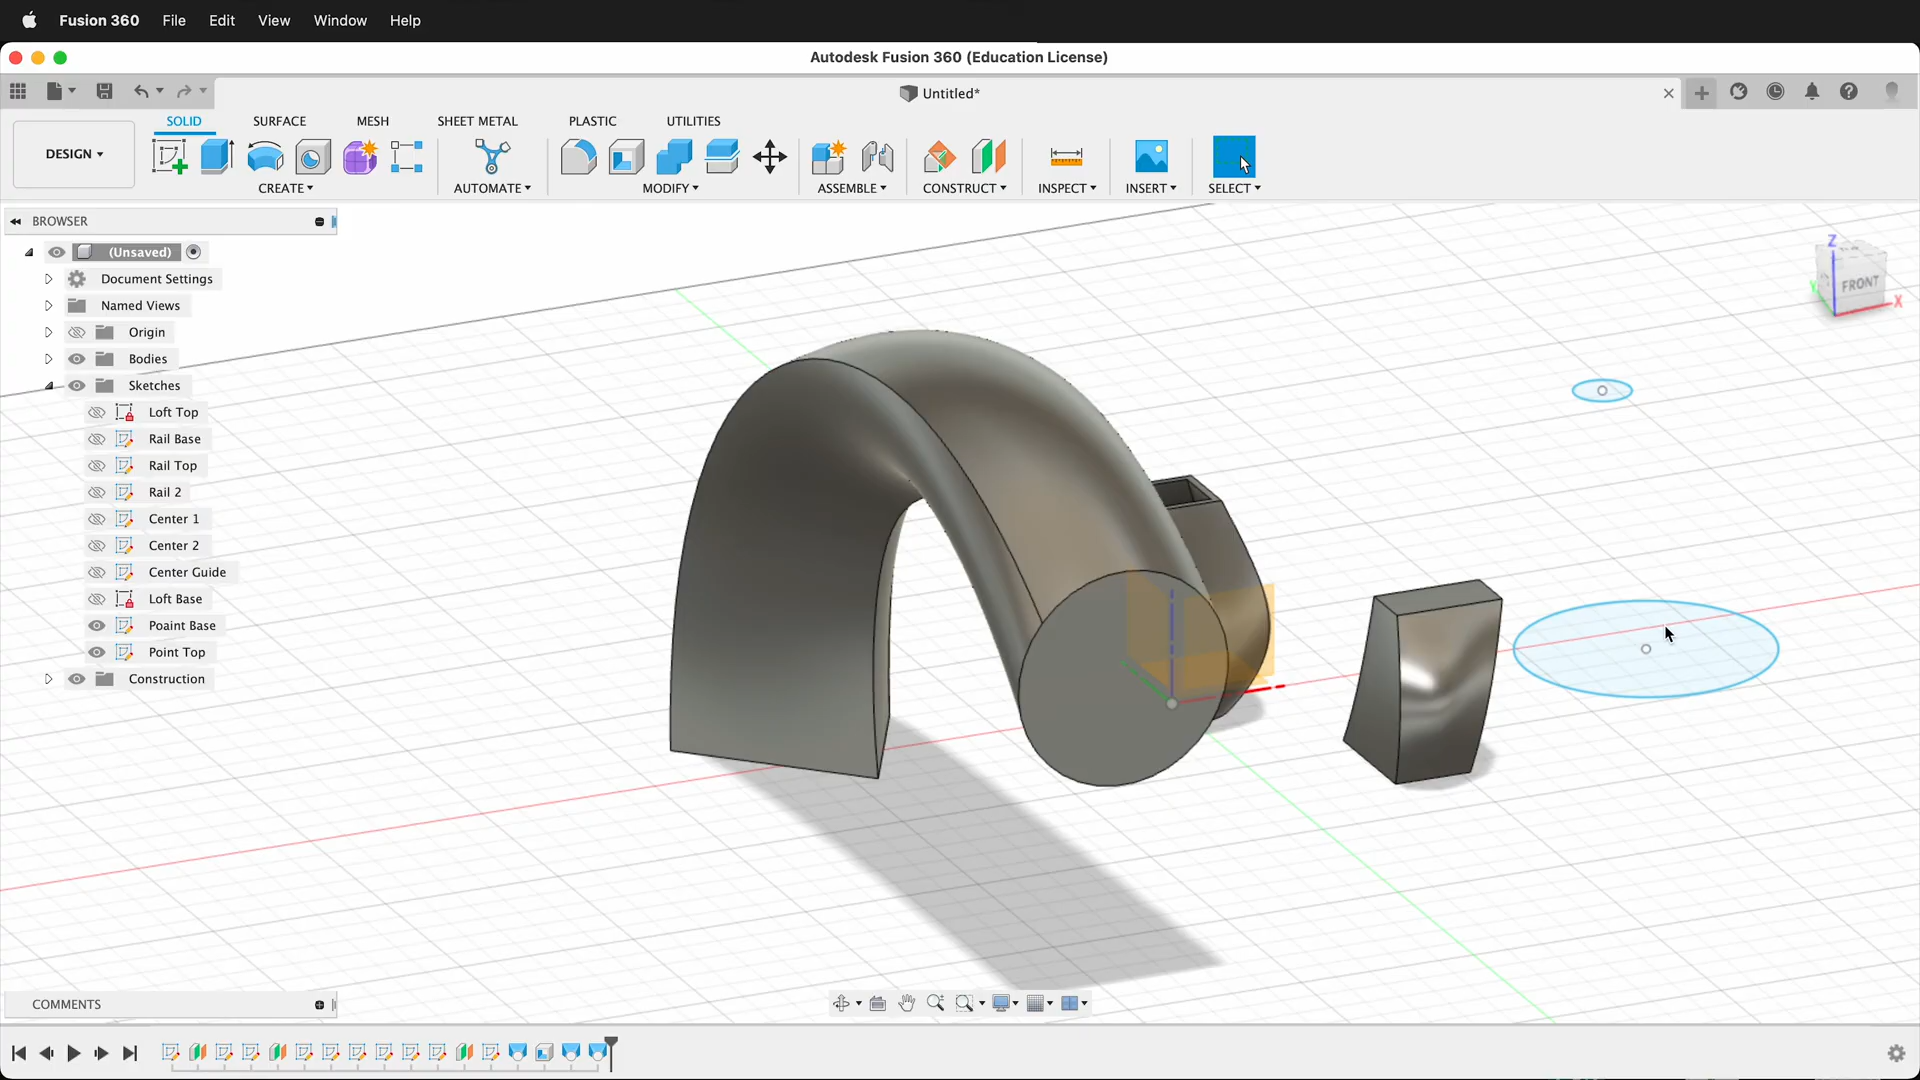 Fusion 360 File Edit View Window Help
Autodesk Fusion 360 (Education License)
Untitled*
SOLID SURFACE MESH SHEET METAL PLASTIC UTILITIES
DESIGN
CREATE AUTOMATE MODIFY ASSEMBLE CONSTRUCT INSPECT INSERT SELECT
BROWSER
(Unsaved)
Document Settings
Named Views
Origin
Bodies
Sketches
Loft Top
Rail Base
Rail Top
Rail 2
Center 1
Center 2
Center Guide
Loft Base
Poaint Base
Point Top
Construction
Z
FRONT
Y
X
COMMENTS